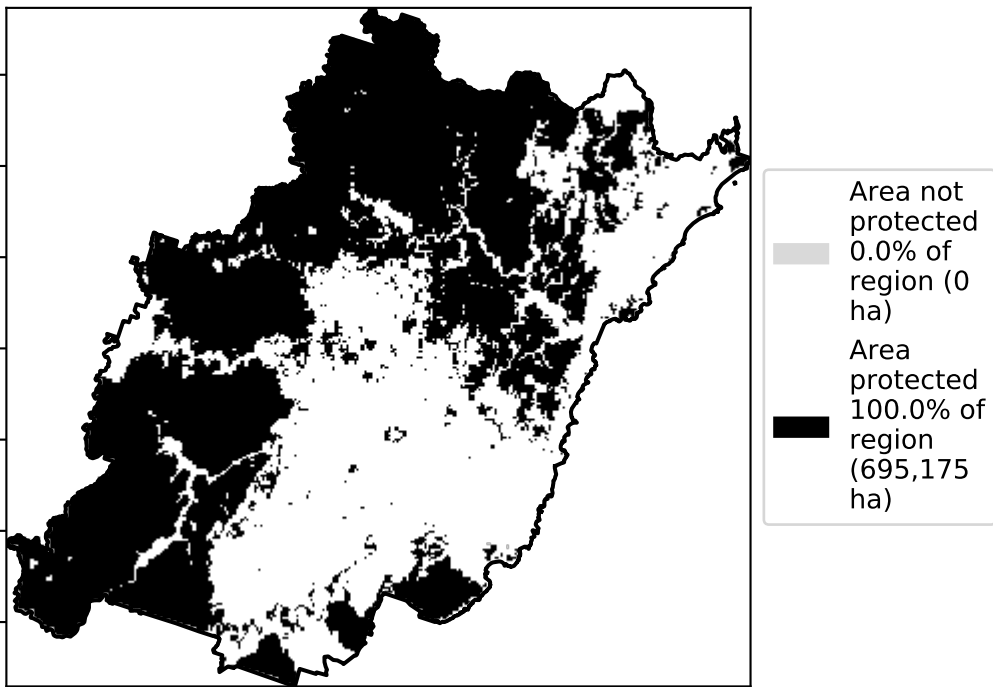 Area not
protected
0.0% of
region (0
ha)
Area
protected
100.0% of
region
(695,175
ha)